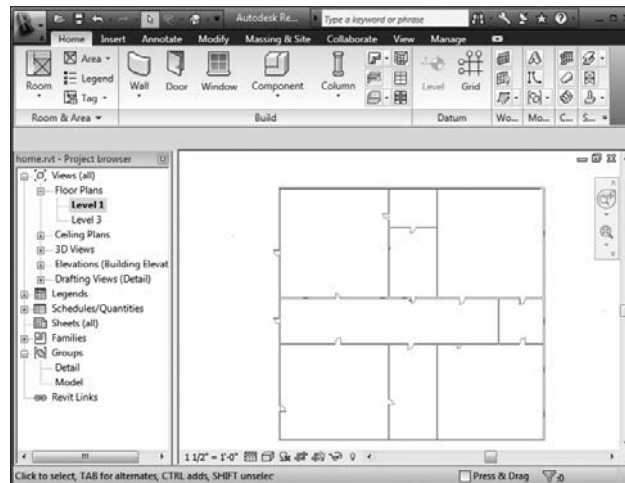 Autodesk Re...
Type a keyword or phrase
Home Insert Annotate Modify Massing & Site Collaborate View Manage
Room
Area
Legend
Tag
Wall Door Window Component Column
Level Grid
Room & Area Build Datum Wo... Mo... C... S...
home.rvt - Project browser
Views (all)
Floor Plans
Level 1
Level 3
Ceiling Plans
3D Views
Elevations (Building Elevat
Drafting Views (Detail)
Legends
Schedules/Quantities
Sheets (all)
Families
Groups
Detail
Model
Revit Links
1 1/2" = 1'-0"
Click to select, TAB for alternates, CTRL adds, SHIFT unselec
Press & Drag
:0